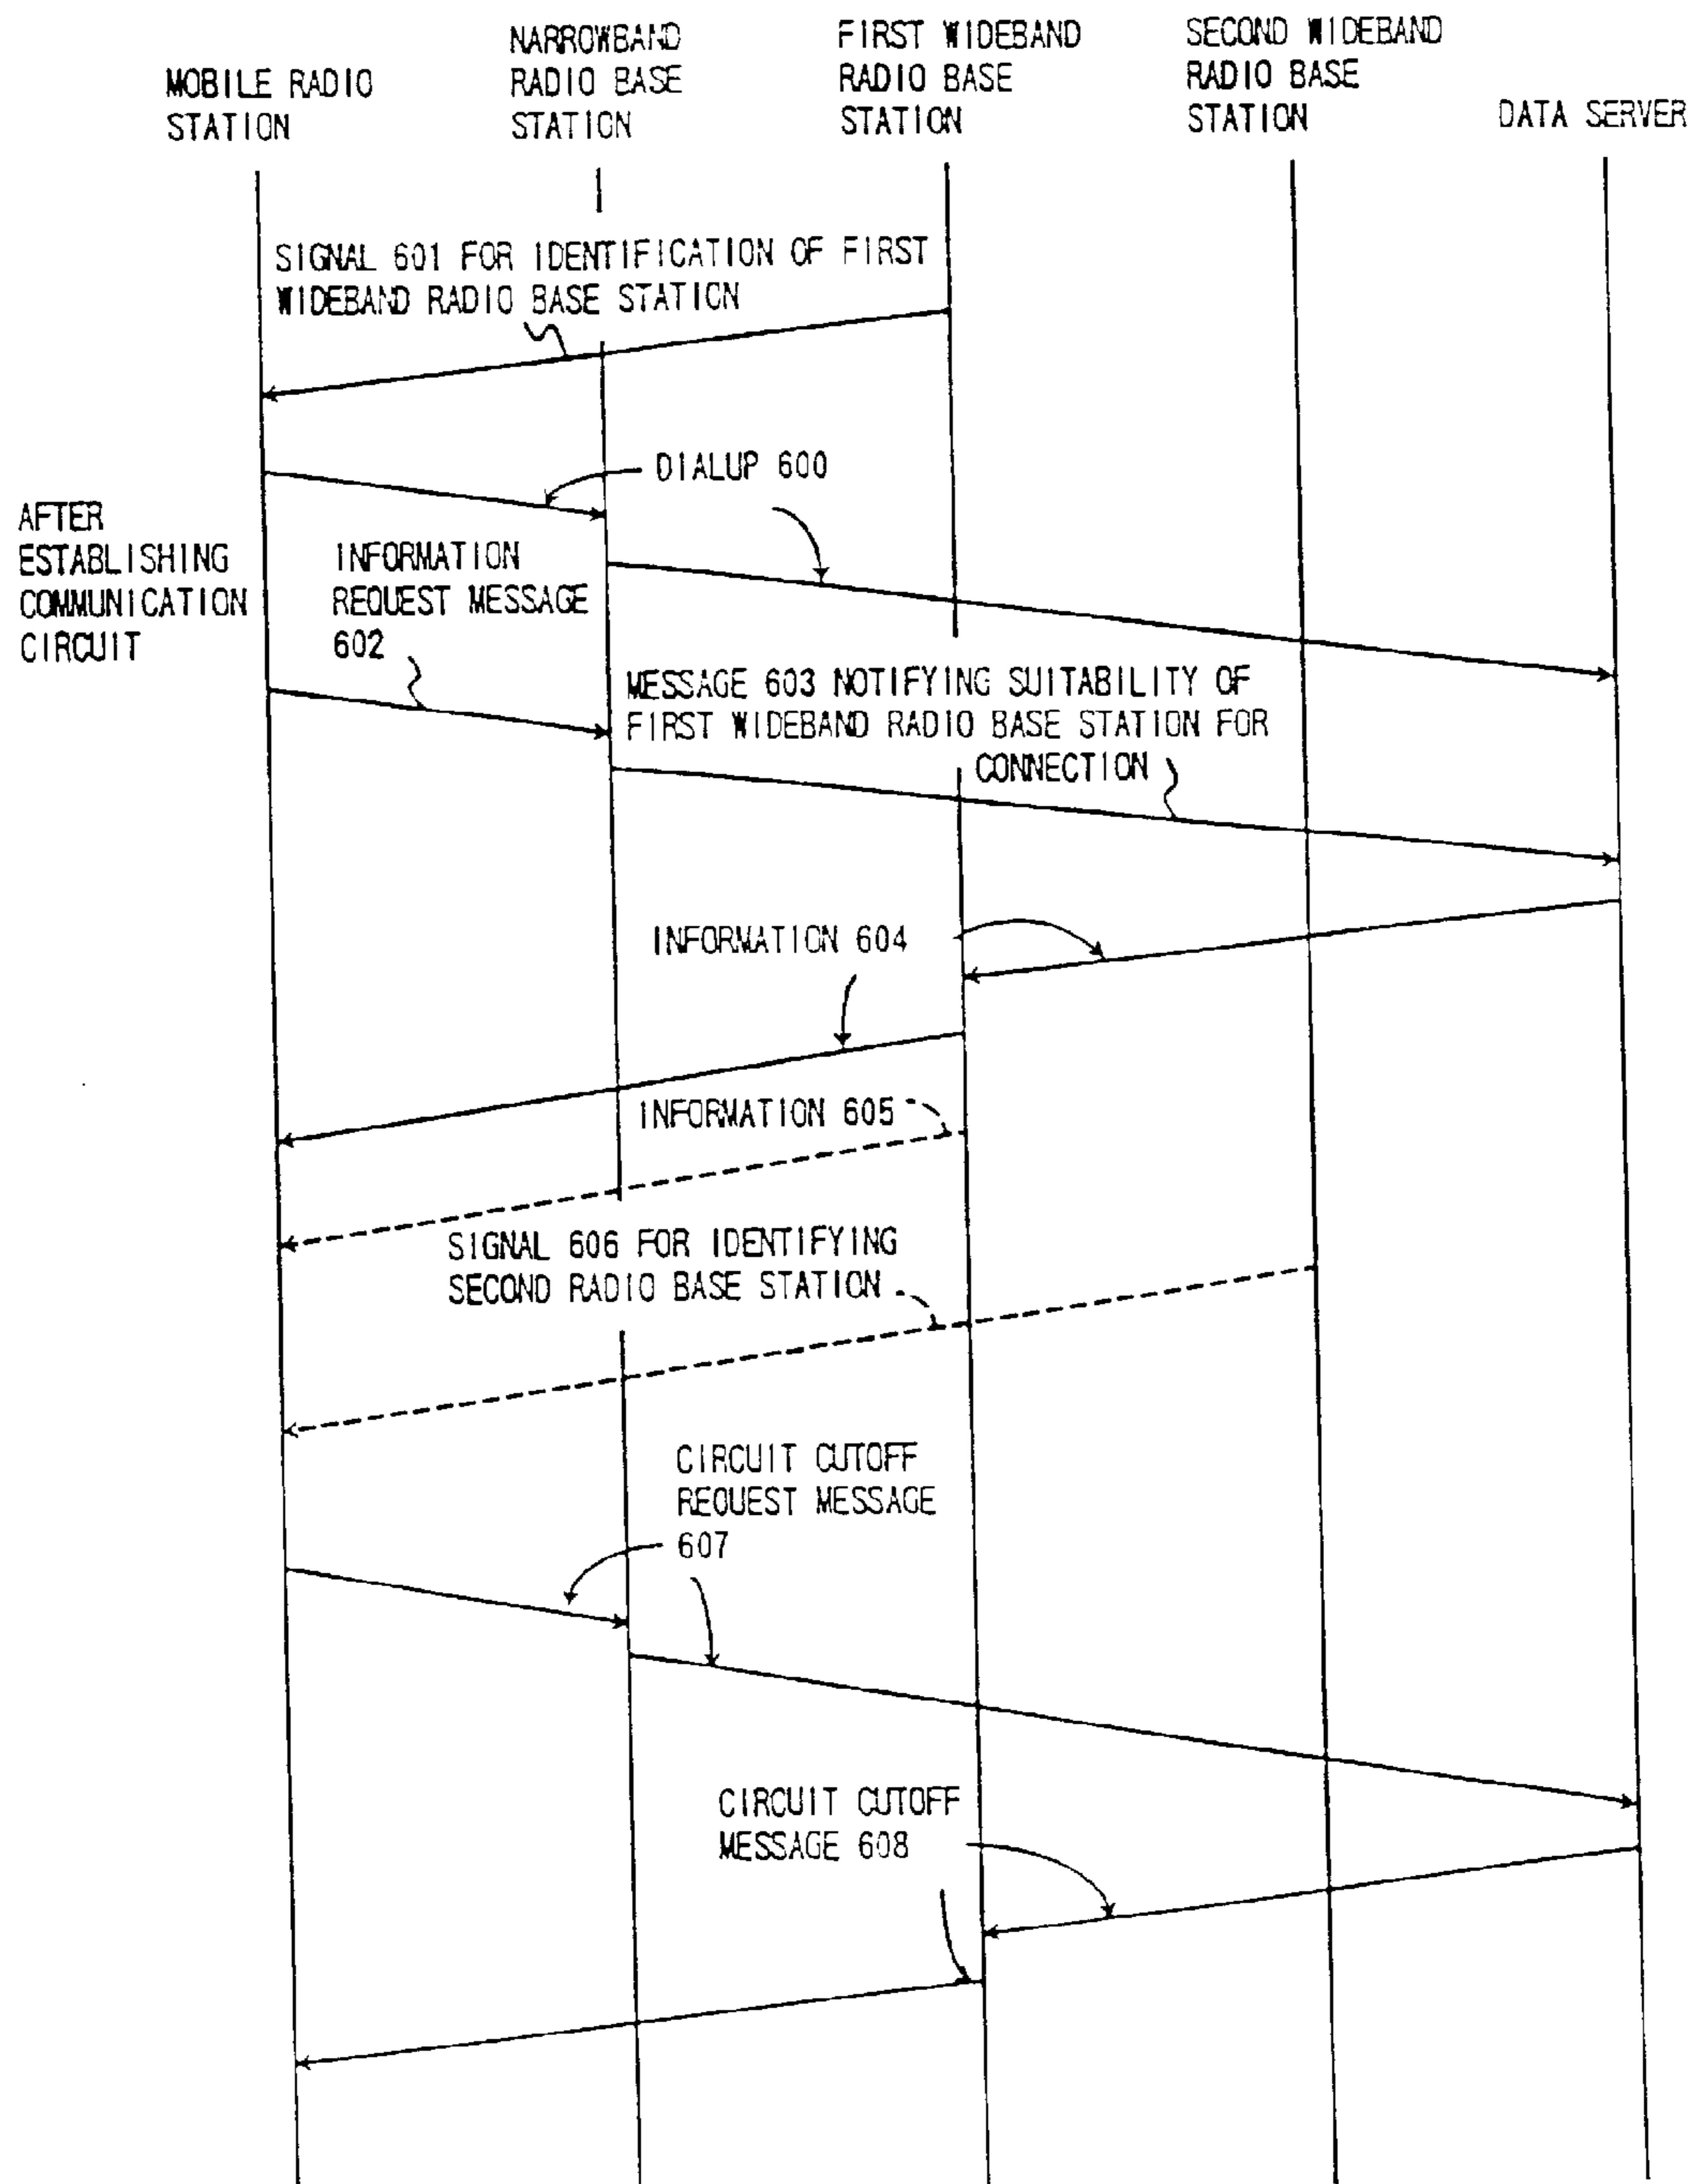 MOBILE RADIO
STATION
NARROWBAND
RADIO BASE
STATION
FIRST WIDEBAND
RADIO BASE
STATION
SECOND WIDEBAND
RADIO BASE
STATION
DATA SERVER
SIGNAL 601 FOR IDENTIFICATION OF FIRST
WIDEBAND RADIO BASE STATION
DIALUP 600
AFTER
ESTABLISHING
COMMUNICATION
CIRCUIT
INFORMATION
REQUEST MESSAGE
602
MESSAGE 603 NOTIFYING SUITABILITY OF
FIRST WIDEBAND RADIO BASE STATION FOR
CONNECTION
INFORMATION 604
INFORMATION 605
SIGNAL 606 FOR IDENTIFYING
SECOND RADIO BASE STATION
CIRCUIT CUTOFF
REQUEST MESSAGE
607
CIRCUIT CUTOFF
MESSAGE 608